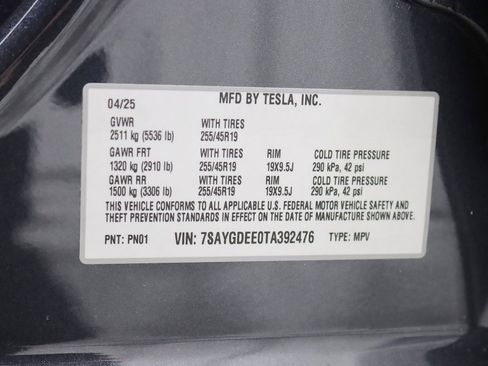 MFD BY TESLA, INC.
04/25
GVWR WITH TIRES
2511 kg (5536 lb) 255/45R19
GAWR FRT WITH TIRES RIM COLD TIRE PRESSURE
1320 kg (2910 lb) 255/45R19 19X9.5J 290 kPa, 42 psi
GAWR RR WITH TIRES RIM COLD TIRE PRESSURE
1500 kg (3306 lb) 255/45R19 19X9.5J 290 kPa, 42 psi
THIS VEHICLE CONFORMS TO ALL APPLICABLE U.S. FEDERAL MOTOR VEHICLE SAFETY AND
THEFT PREVENTION STANDARDS IN EFFECT ON THE DATE OF MANUFACTURE SHOWN ABOVE.
PNT: PN01 VIN: 7SAYGDEE0TA392476 TYPE: MPV